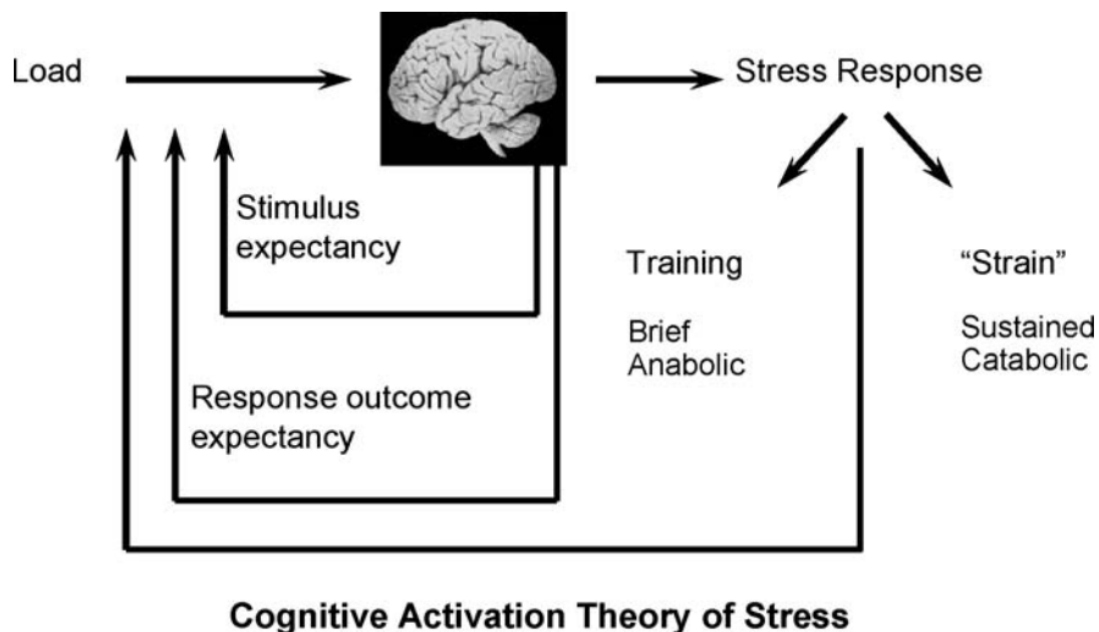 Load
Stress Response
Stimulus
expectancy
Training
“Strain”
Brief
Anabolic
Sustained
Catabolic
Response outcome
expectancy
Cognitive Activation Theory of Stress